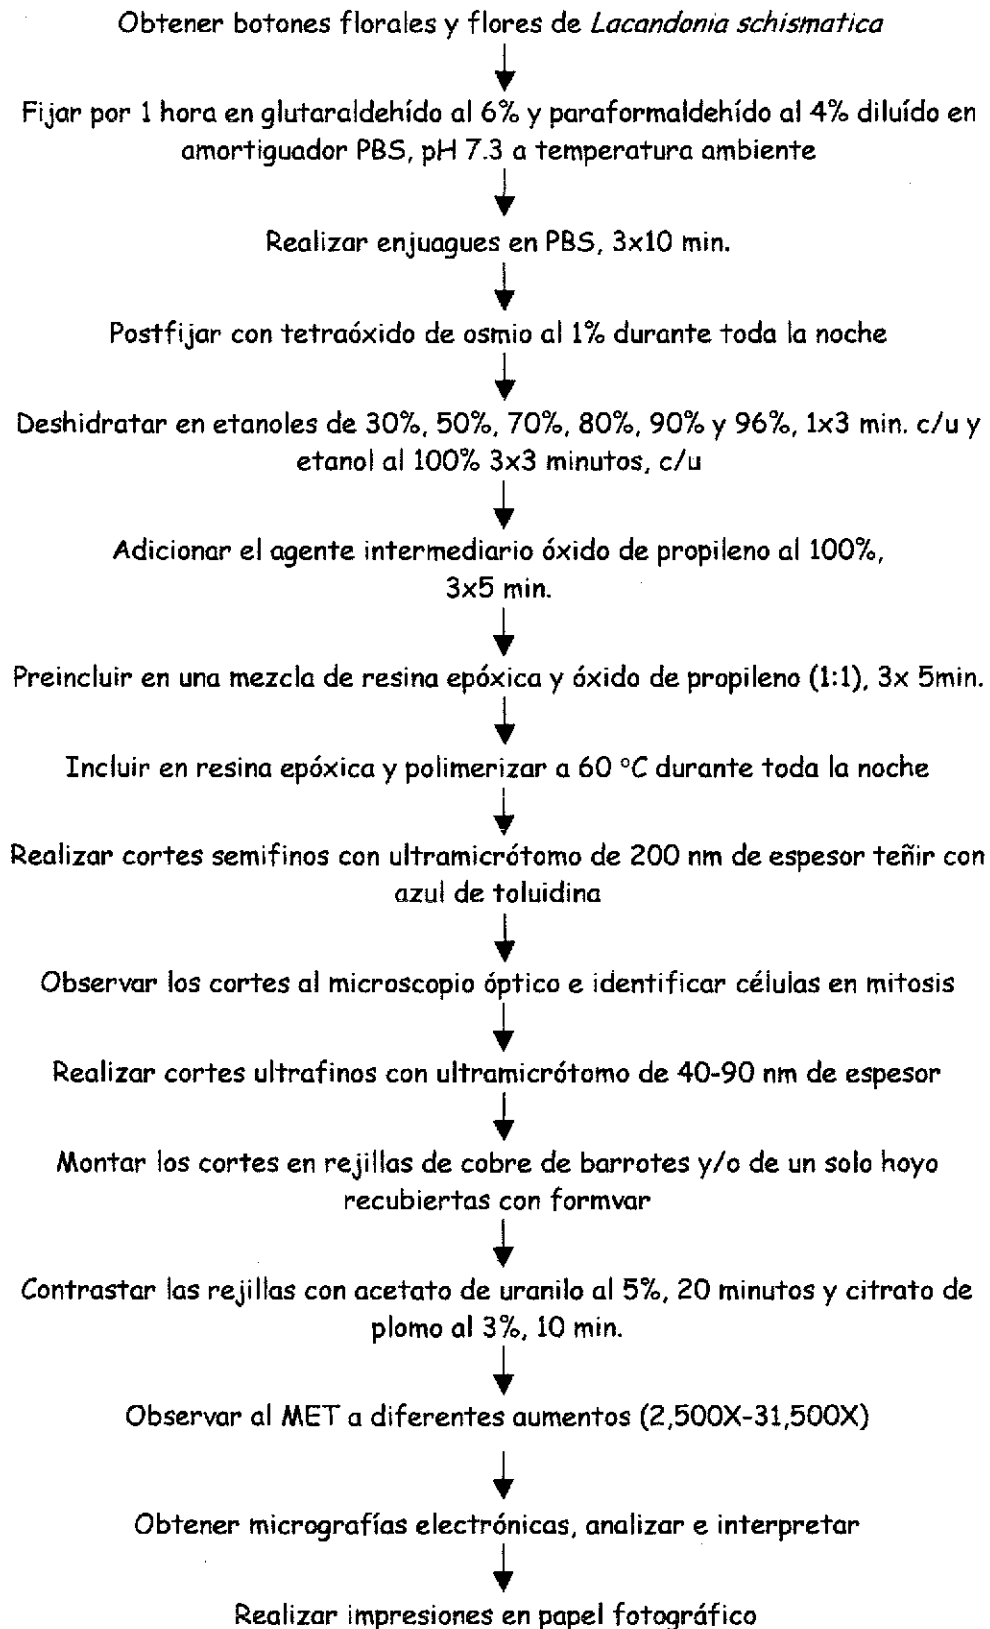 Obtener botones florales y flores de Lacandonia schismatica
Fijar por 1 hora en glutaraldehído al 6% y paraformaldehído al 4% diluído en
amortiguador PBS, pH 7.3 a temperatura ambiente
Realizar enjuagues en PBS, 3x10 min.
Postfijar con tetraóxido de osmio al 1% durante toda la noche
Deshidratar en etanoles de 30%, 50%, 70%, 80%, 90% y 96%, 1x3 min. c/u y
etanol al 100% 3x3 minutos, c/u
Adicionar el agente intermediario óxido de propileno al 100%,
3x5 min.
Preincluir en una mezcla de resina epóxica y óxido de propileno (1:1), 3x 5min.
Incluir en resina epóxica y polimerizar a 60 °C durante toda la noche
Realizar cortes semifinos con ultramicrótomo de 200 nm de espesor teñir con
azul de toluidina
Observar los cortes al microscopio óptico e identificar células en mitosis
Realizar cortes ultrafinos con ultramicrótomo de 40-90 nm de espesor
Montar los cortes en rejillas de cobre de barrotes y/o de un solo hoyo
recubiertas con formvar
Contrastar las rejillas con acetato de uranilo al 5%, 20 minutos y citrato de
plomo al 3%, 10 min.
Observar al MET a diferentes aumentos (2,500X-31,500X)
Obtener micrografías electrónicas, analizar e interpretar
Realizar impresiones en papel fotográfico